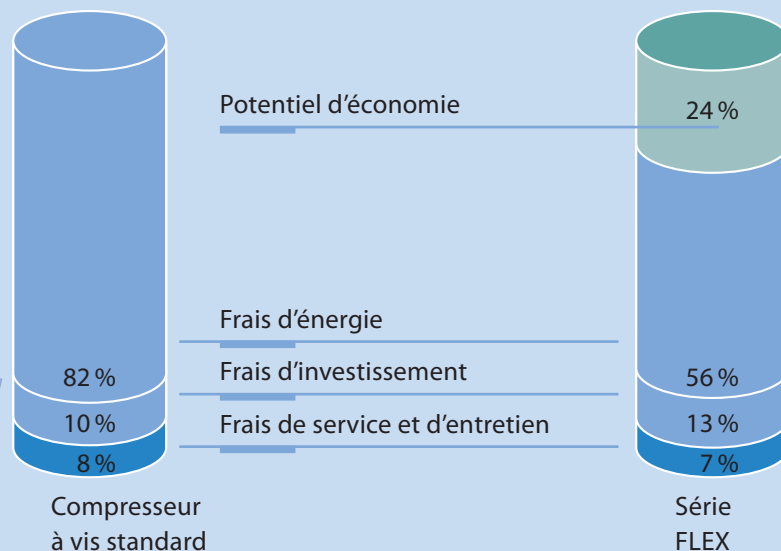 Potentiel d'économie
24 %
Frais d'énergie
82 %
Frais d'investissement
56 %
10 %
Frais de service et d'entretien
13 %
8 %
7 %
Compresseur
à vis standard
Série
FLEX